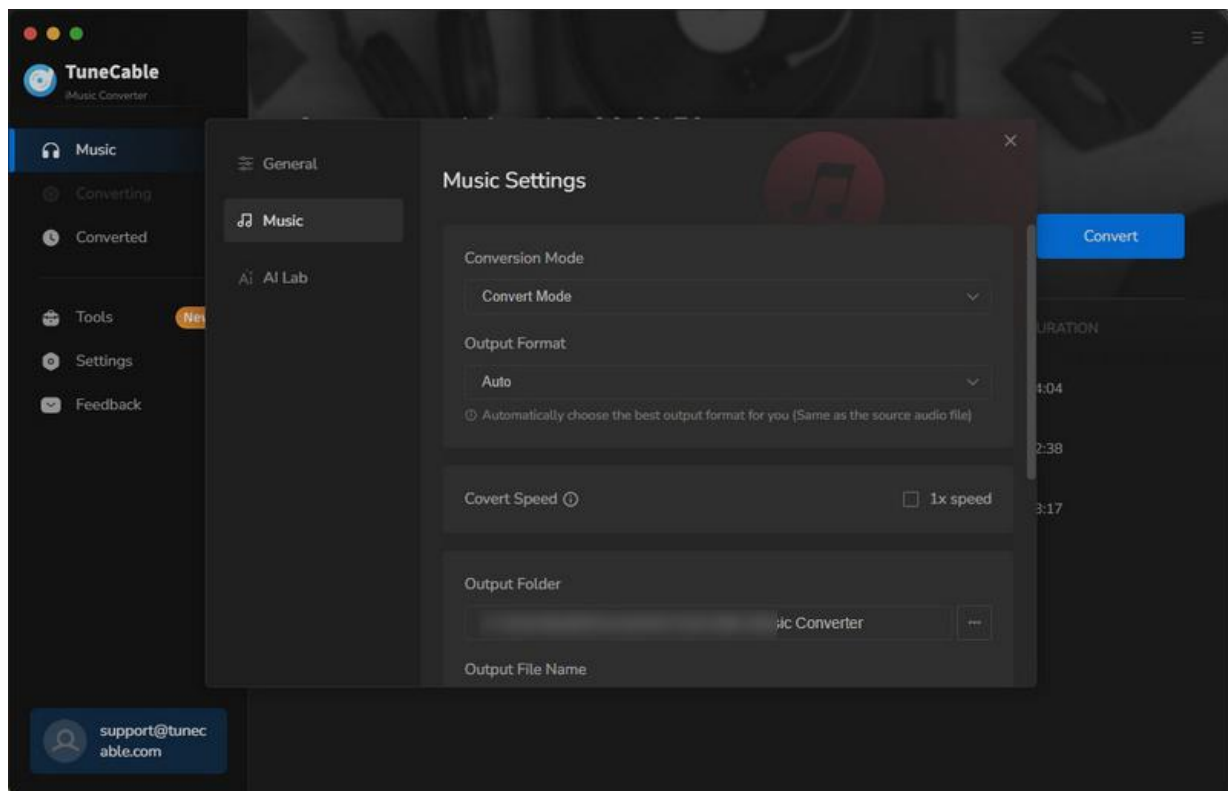 TuneCable
iMusic Converter
Music
Converting
Converted
Tools
New
Settings
Feedback
support@tunec
able.com
General
Music
AI AI Lab
Music Settings
Conversion Mode
Convert Mode
Output Format
Auto
Automatically choose the best output format for you (Same as the source audio file)
Covert Speed
1x speed
Output Folder
sic Converter
...
Output File Name
Convert
URATION
4:04
2:38
3:17